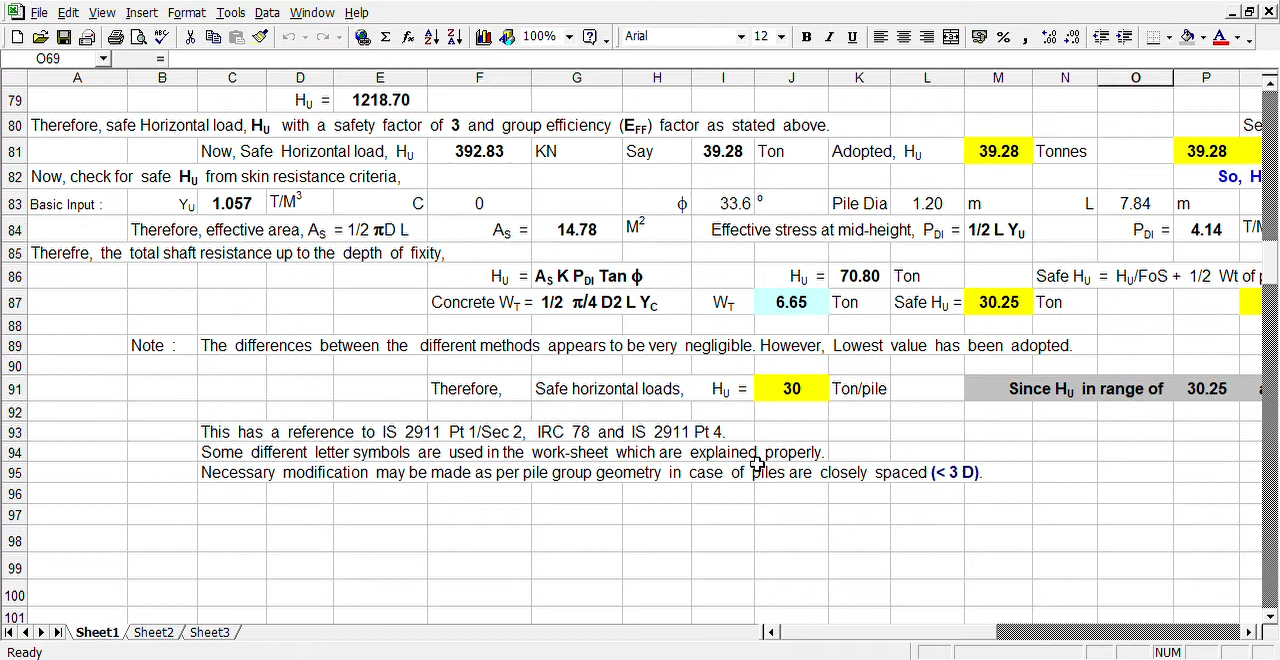 File Edit View Insert Format Tools Data Window Help
100% Arial 12 B I U % ,
O69 =
A B C D E F G H I J K L M N O P
79 HU = 1218.70
80 Therefore, safe Horizontal load, HU with a safety factor of 3 and group efficiency (EFF) factor as stated above. Se
81 Now, Safe Horizontal load, HU 392.83 KN Say 39.28 Ton Adopted, HU 39.28 Tonnes 39.28
82 Now, check for safe HU from skin resistance criteria, So, H
83 Basic Input : YU 1.057 T/M3 C 0 ϕ 33.6 º Pile Dia 1.20 m L 7.84 m
84 Therefore, effective area, AS = 1/2 πD L AS = 14.78 M2 Effective stress at mid-height, PDI = 1/2 L YU PDI = 4.14 T/M
85 Therefre, the total shaft resistance up to the depth of fixity,
86 HU = AS K PDI Tan ϕ HU = 70.80 Ton Safe HU = HU/FoS + 1/2 Wt of p
87 Concrete WT = 1/2 π/4 D2 L YC WT 6.65 Ton Safe HU = 30.25 Ton
88
89 Note : The differences between the different methods appears to be very negligible. However, Lowest value has been adopted.
90
91 Therefore, Safe horizontal loads, HU = 30 Ton/pile Since HU in range of 30.25 a
92
93 This has a reference to IS 2911 Pt 1/Sec 2, IRC 78 and IS 2911 Pt 4.
94 Some different letter symbols are used in the work-sheet which are explained properly.
95 Necessary modification may be made as per pile group geometry in case of piles are closely spaced (< 3 D).
96
97
98
99
100
101
Sheet1 Sheet2 Sheet3
Ready NUM